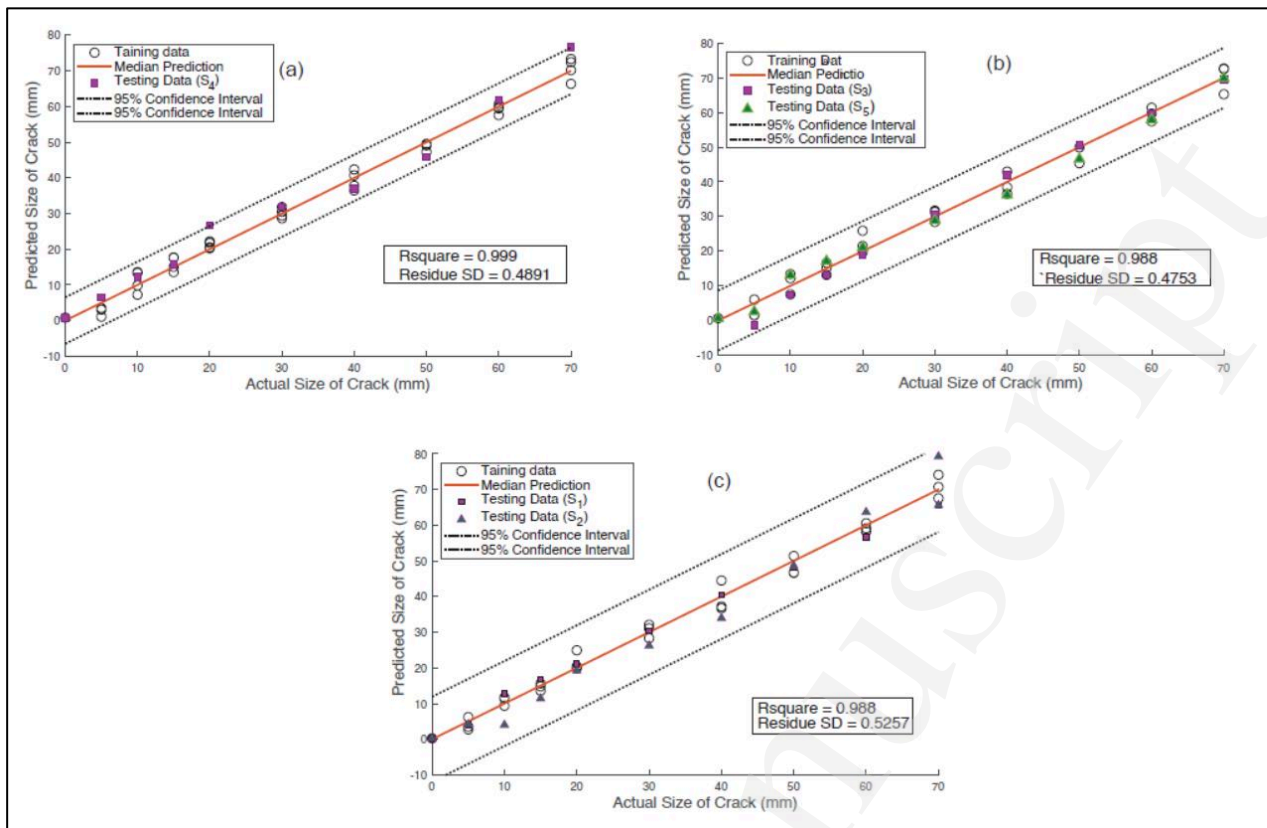 (a)
Taining data
Median Prediction
Testing Data (S4)
95% Confidence Interval
95% Confidence Interval
Rsquare = 0.999
Residue SD = 0.4891
Predicted Size of Crack (mm)
80
70
60
50
40
30
20
10
0
-10
0 10 20 30 40 50 60 70
Actual Size of Crack (mm)
(b)
Training Dat
Median Pedictio
Testing Data (S3)
Testing Data (S5)
95% Confidence Interval
95% Confidence Interval
Rsquare = 0.988
`Residue SD = 0.4753
Predicted Size of Crack (mm)
80
70
60
50
40
30
20
10
0
-10
0 10 20 30 40 50 60 70
Actual Size of Crack (mm)
(c)
Taining data
Median Prediction
Testing Data (S1)
Testing Data (S2)
95% Confidence Interval
95% Confidence Interval
Rsquare = 0.988
Residue SD = 0.5257
Predicted Size of Crack (mm)
80
70
60
50
40
30
20
10
0
-10
0 10 20 30 40 50 60 70
Actual Size of Crack (mm)
uscript